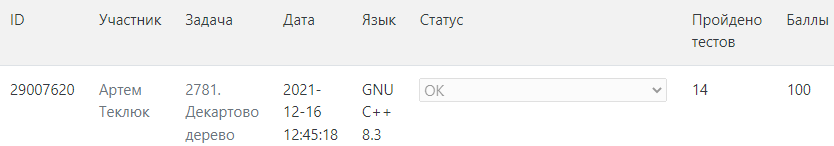 ID Участник Задача Дата Язык Статус Пройдено Баллы
тестов
29007620 Артем 2781. 2021- GNU OK 14 100
Теклюк Декартово 12-16 C++
дерево 12:45:18 8.3